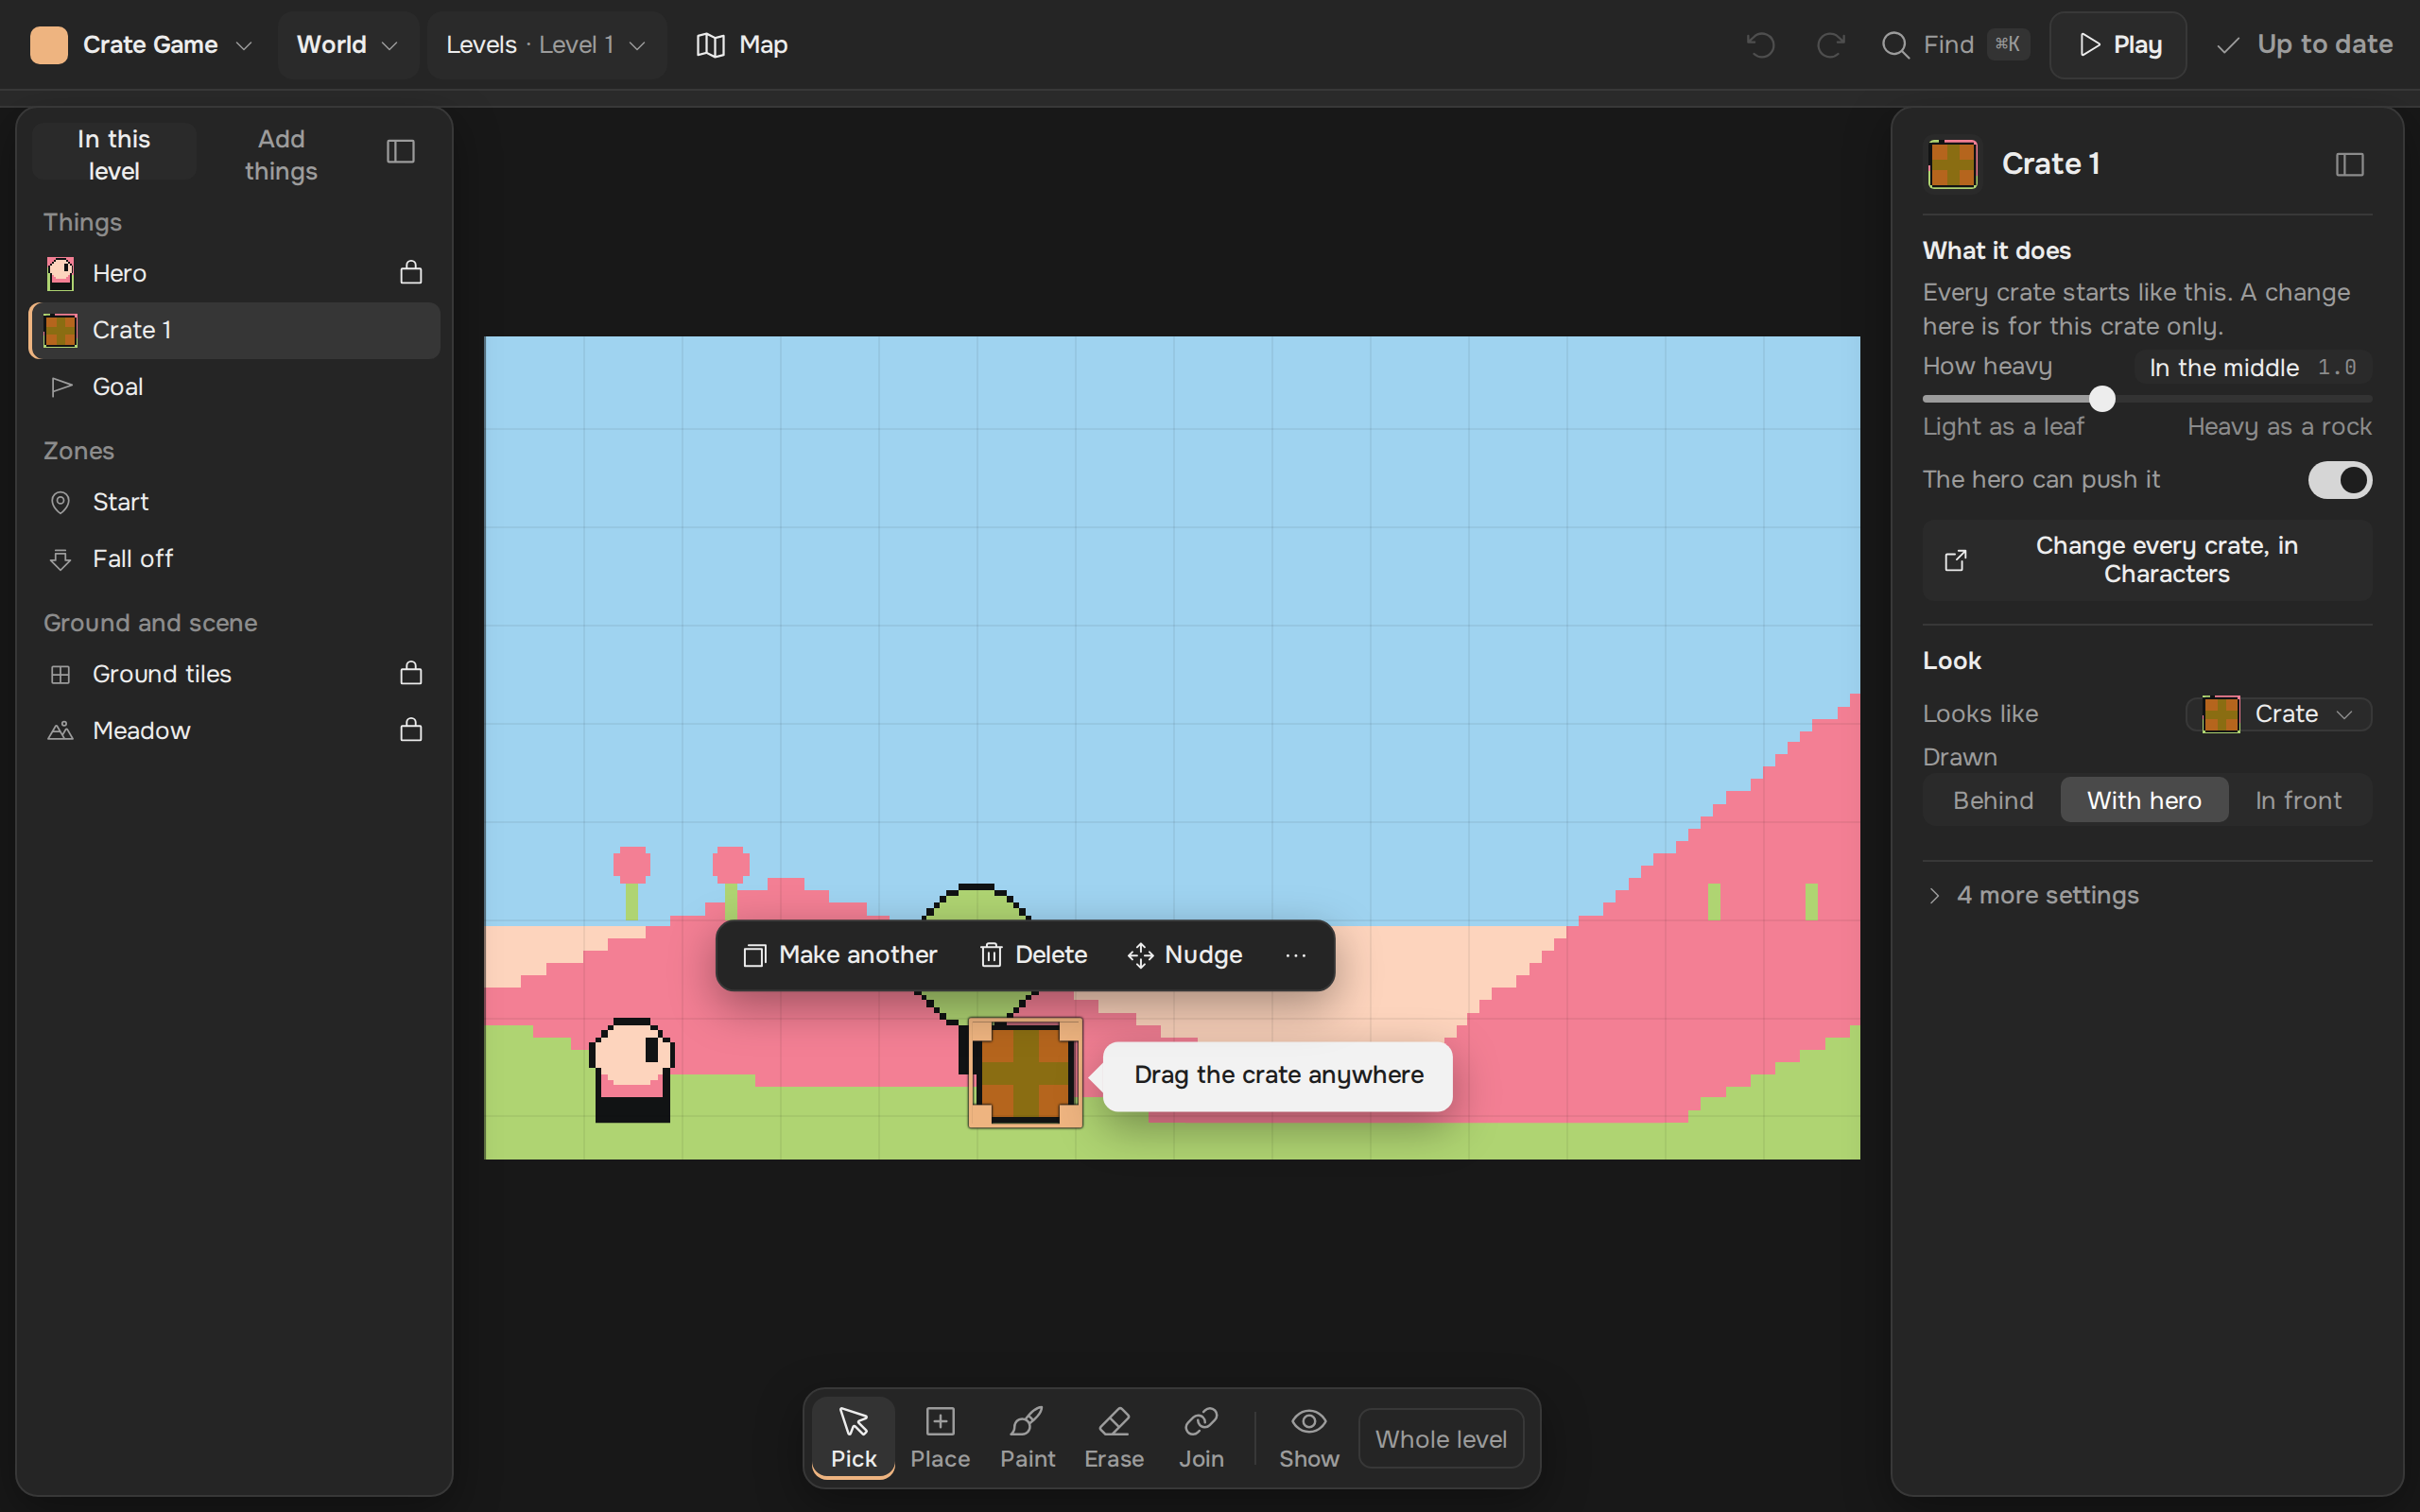 Crate Game
World
Levels · Level 1
Map
Find ⌘K
Play
Up to date
In this
level
Add
things
Things
Hero
Crate 1
Goal
Zones
Start
Fall off
Ground and scene
Ground tiles
Meadow
Make another
Delete
Nudge
Drag the crate anywhere
Pick
Place
Paint
Erase
Join
Show
Whole level
Crate 1
What it does
Every crate starts like this. A change
here is for this crate only.
How heavy
In the middle 1.0
Light as a leaf
Heavy as a rock
The hero can push it
Change every crate, in
Characters
Look
Looks like
Crate
Drawn
Behind
With hero
In front
4 more settings